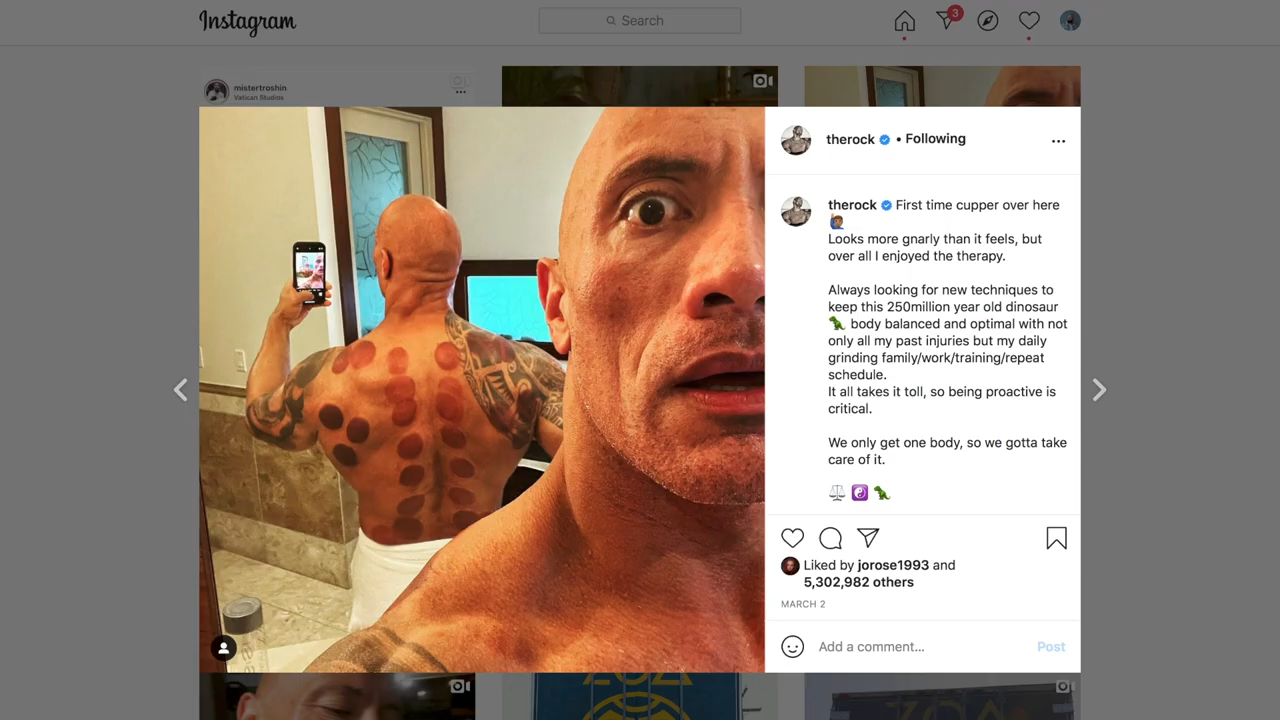 Instagram
Search
3
mistertroshin
Vatican Studios
therock • Following
therock First time cupper over here
🙋🏽‍♂️
Looks more gnarly than it feels, but
over all I enjoyed the therapy.
Always looking for new techniques to
keep this 250million year old dinosaur
🦖 body balanced and optimal with not
only all my past injuries but my daily
grinding family/work/training/repeat
schedule.
It all takes it toll, so being proactive is
critical.
We only get one body, so we gotta take
care of it.
⚖️ ☯️ 🦖
Liked by jorose1993 and
5,302,982 others
MARCH 2
Add a comment... Post